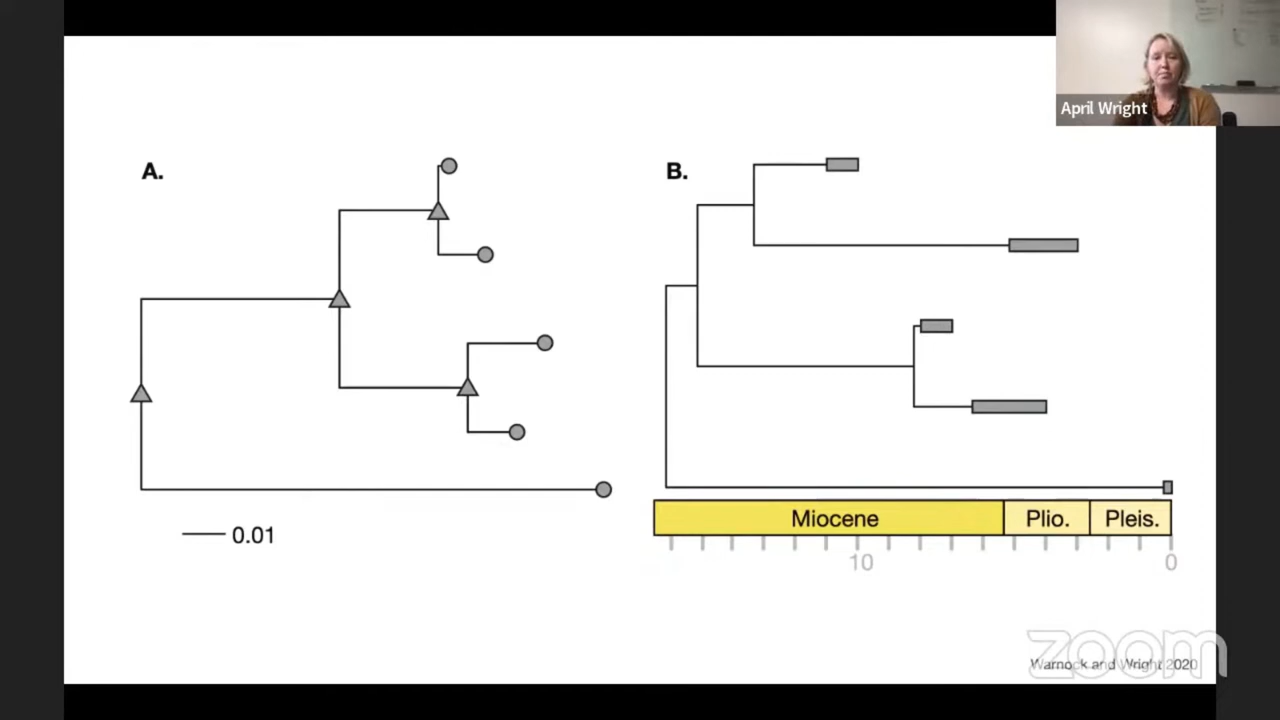 April Wright
A.
B.
0.01
Miocene
Plio.
Pleis.
10
0
zoom
Warnock and Wright 2020